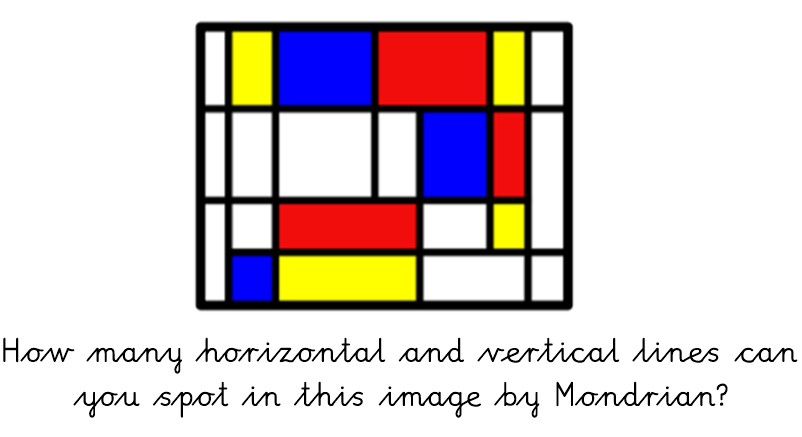 How many horizontal and vertical lines can
you spot in this image by Mondrian?